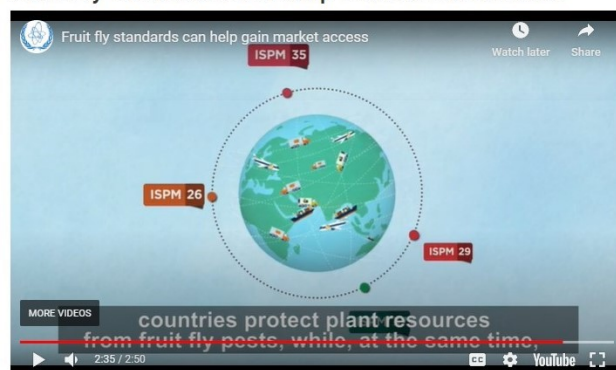 Fruit fly standards can help gain market access
Watch later
Share
ISPM 35
ISPM 26
ISPM 29
MORE VIDEOS
countries protect plant resources
from fruit fly pests, while, at the same time,
2:35 / 2:50
CC
YouTube